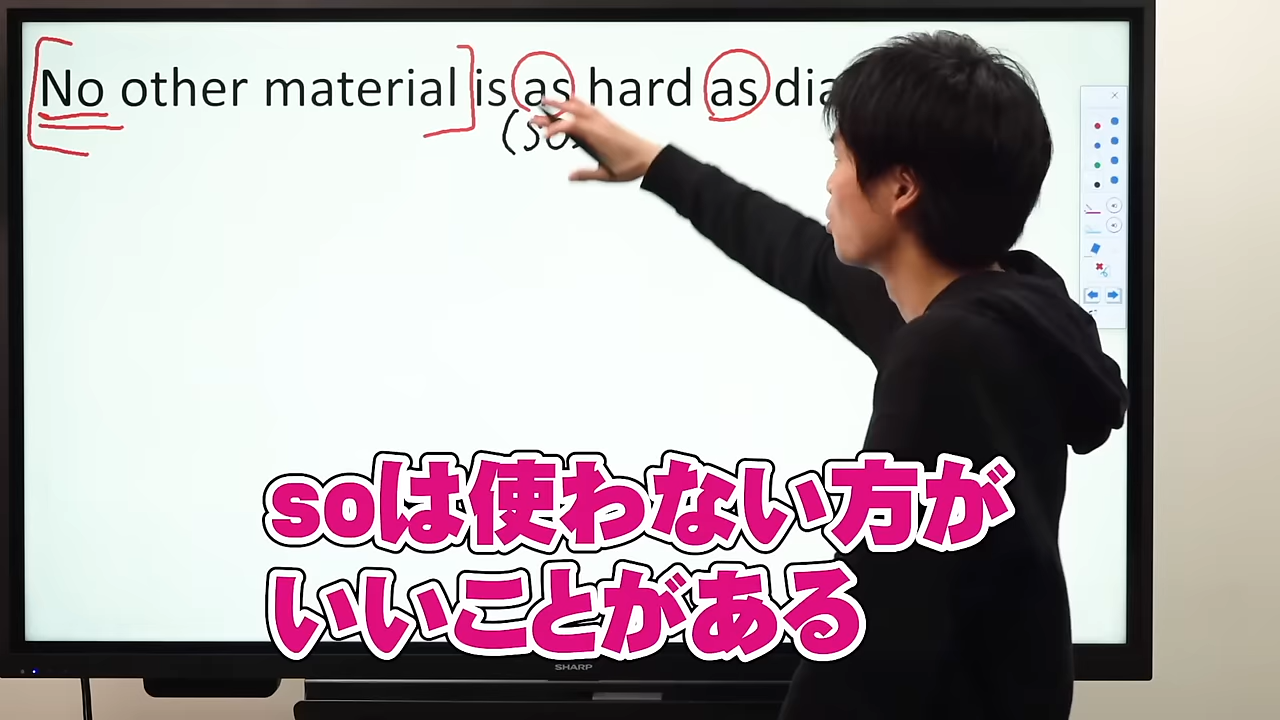 No other material is as hard as dia
(so
soは使わない方が
いいことがある
SHARP